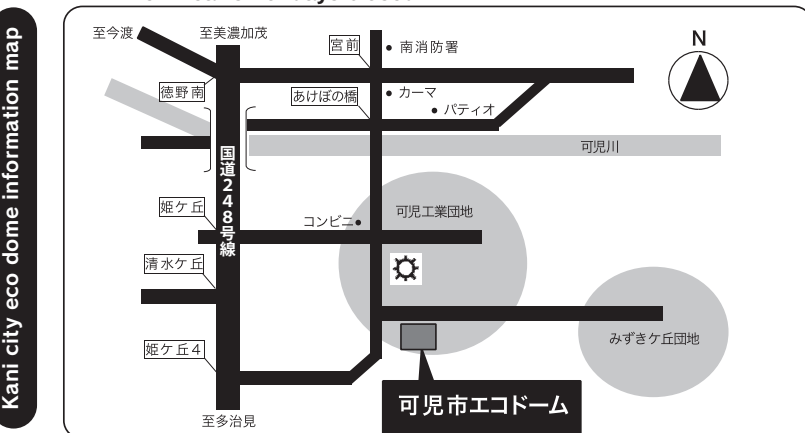 Kani city eco dome information map
至今渡
至美濃加茂
宮前
南消防署
N
徳野南
あけぼの橋
カーマ
パティオ
可児川
国道248号線
姫ケ丘
コンビニ
可児工業団地
清水ケ丘
みずきケ丘団地
姫ケ丘4
可児市エコドーム
至多治見